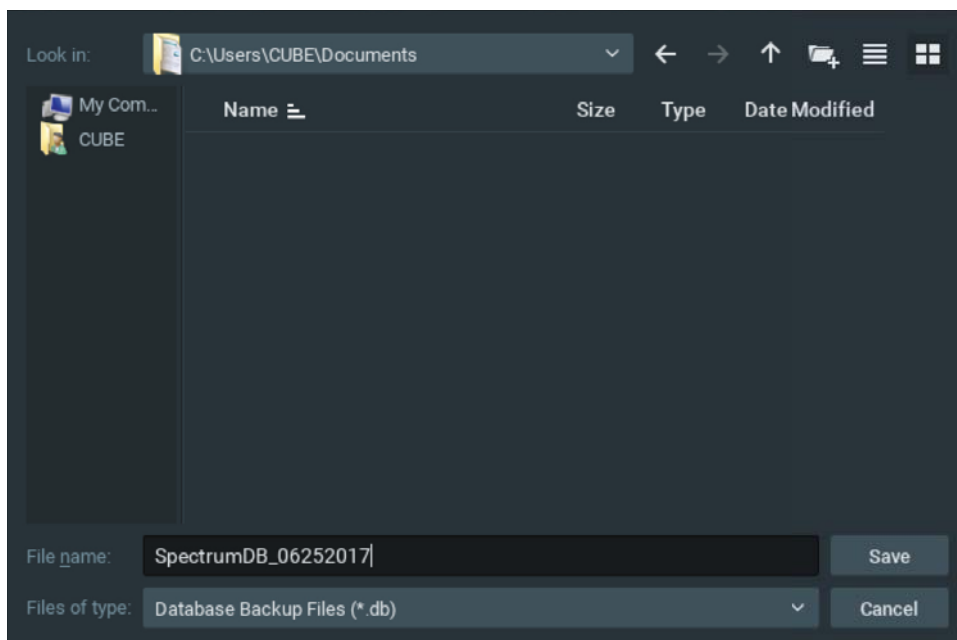 Look in: C:\Users\CUBE\Documents
My Com...
CUBE
Name Size Type Date Modified
File name: SpectrumDB_06252017 Save
Files of type: Database Backup Files (*.db) Cancel